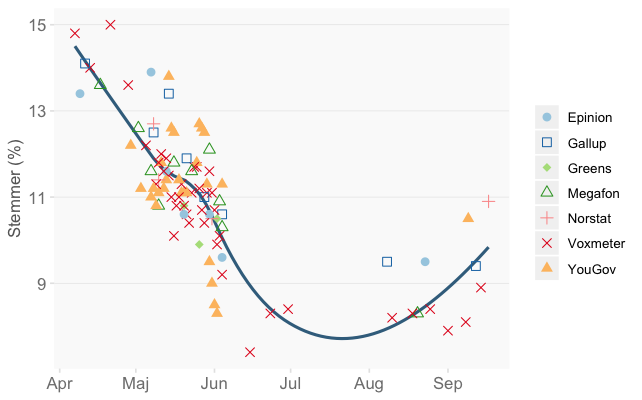 15
13
11
9
Stemmer (%)
Apr Maj Jun Jul Aug Sep
Epinion
Gallup
Greens
Megafon
Norstat
Voxmeter
YouGov